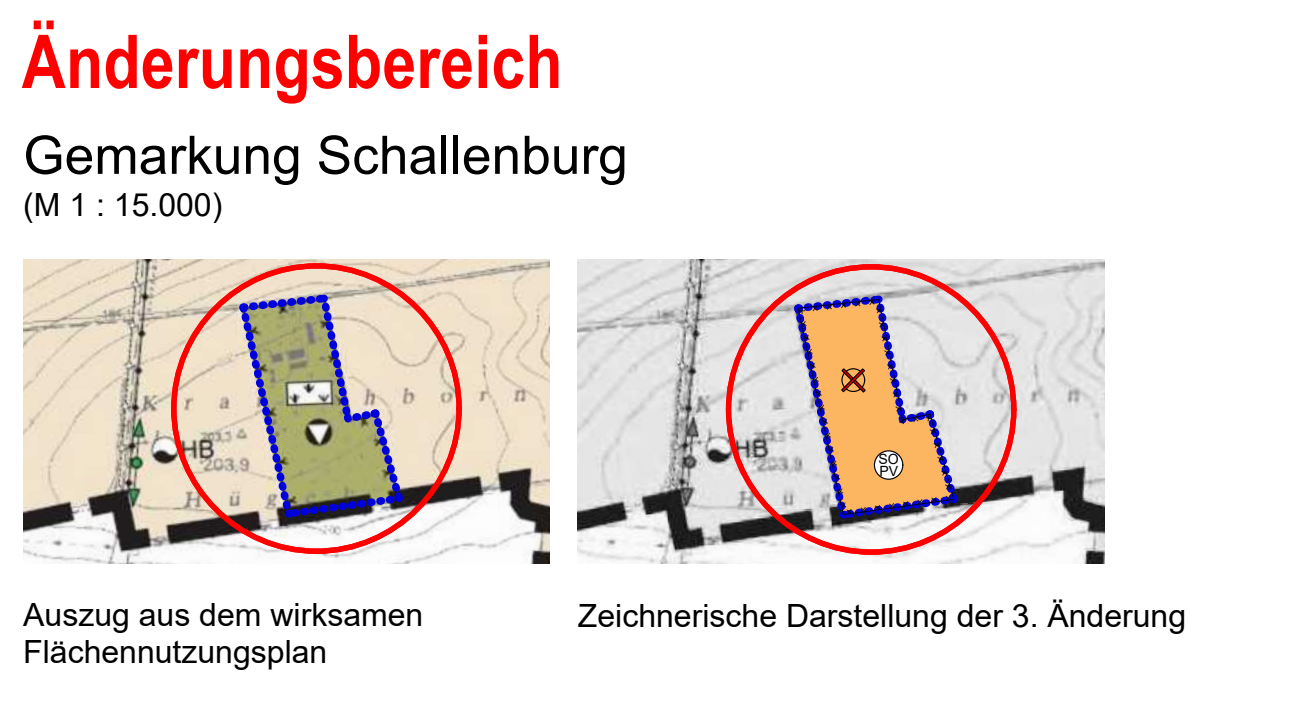 Änderungsbereich
Gemarkung Schallenburg
(M 1 : 15.000)
K r a h b o r n
HB
203,9
H ü g
K r a h b o r n
HB
203,9
H ü g
SO
PV
Auszug aus dem wirksamen
Flächennutzungsplan
Zeichnerische Darstellung der 3. Änderung